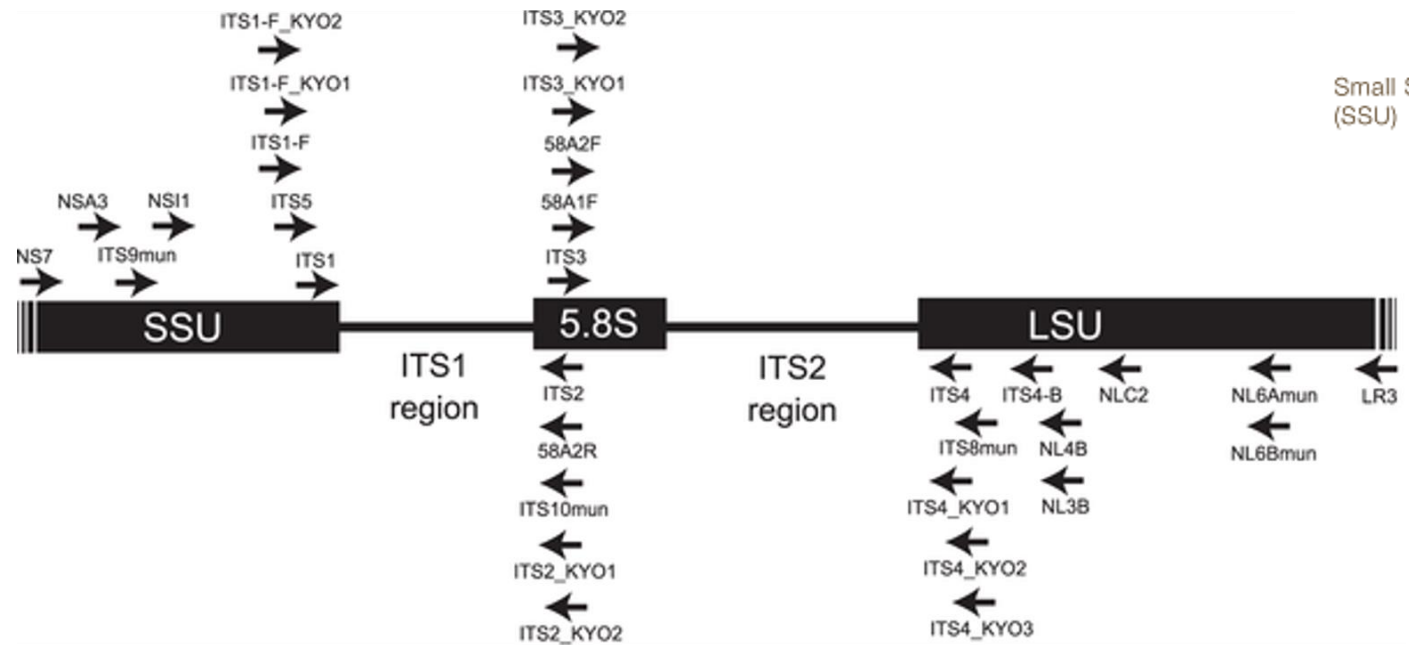 ITS1-F_KYO2
ITS3_KYO2
ITS1-F_KYO1
ITS3_KYO1
Small S
(SSU)
ITS1-F
58A2F
NSA3
NSI1
ITS5
58A1F
NS7
ITS9mun
ITS1
ITS3
SSU
5.8S
LSU
ITS1
region
ITS2
region
ITS2
ITS4
ITS4-B
NLC2
NL6Amun
LR3
58A2R
ITS8mun
NL4B
NL6Bmun
ITS10mun
ITS4_KYO1
NL3B
ITS2_KYO1
ITS4_KYO2
ITS2_KYO2
ITS4_KYO3